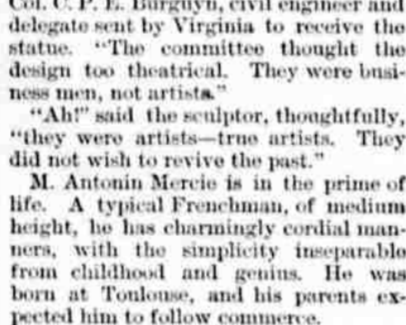 Col. C. P. E. Burguyn, civil engineer and
delegate sent by Virginia to receive the
statue. "The committee thought the
design too theatrical. They were busi-
ness men, not artists."
"Ah!" said the sculptor, thoughtfully,
"they were artists—true artists. They
did not wish to revive the past."
M. Antonin Mercie is in the prime of
life. A typical Frenchman, of medium
height, he has charmingly cordial man-
ners, with the simplicity inseparable
from childhood and genius. He was
born at Toulouse, and his parents ex-
pected him to follow commerce.